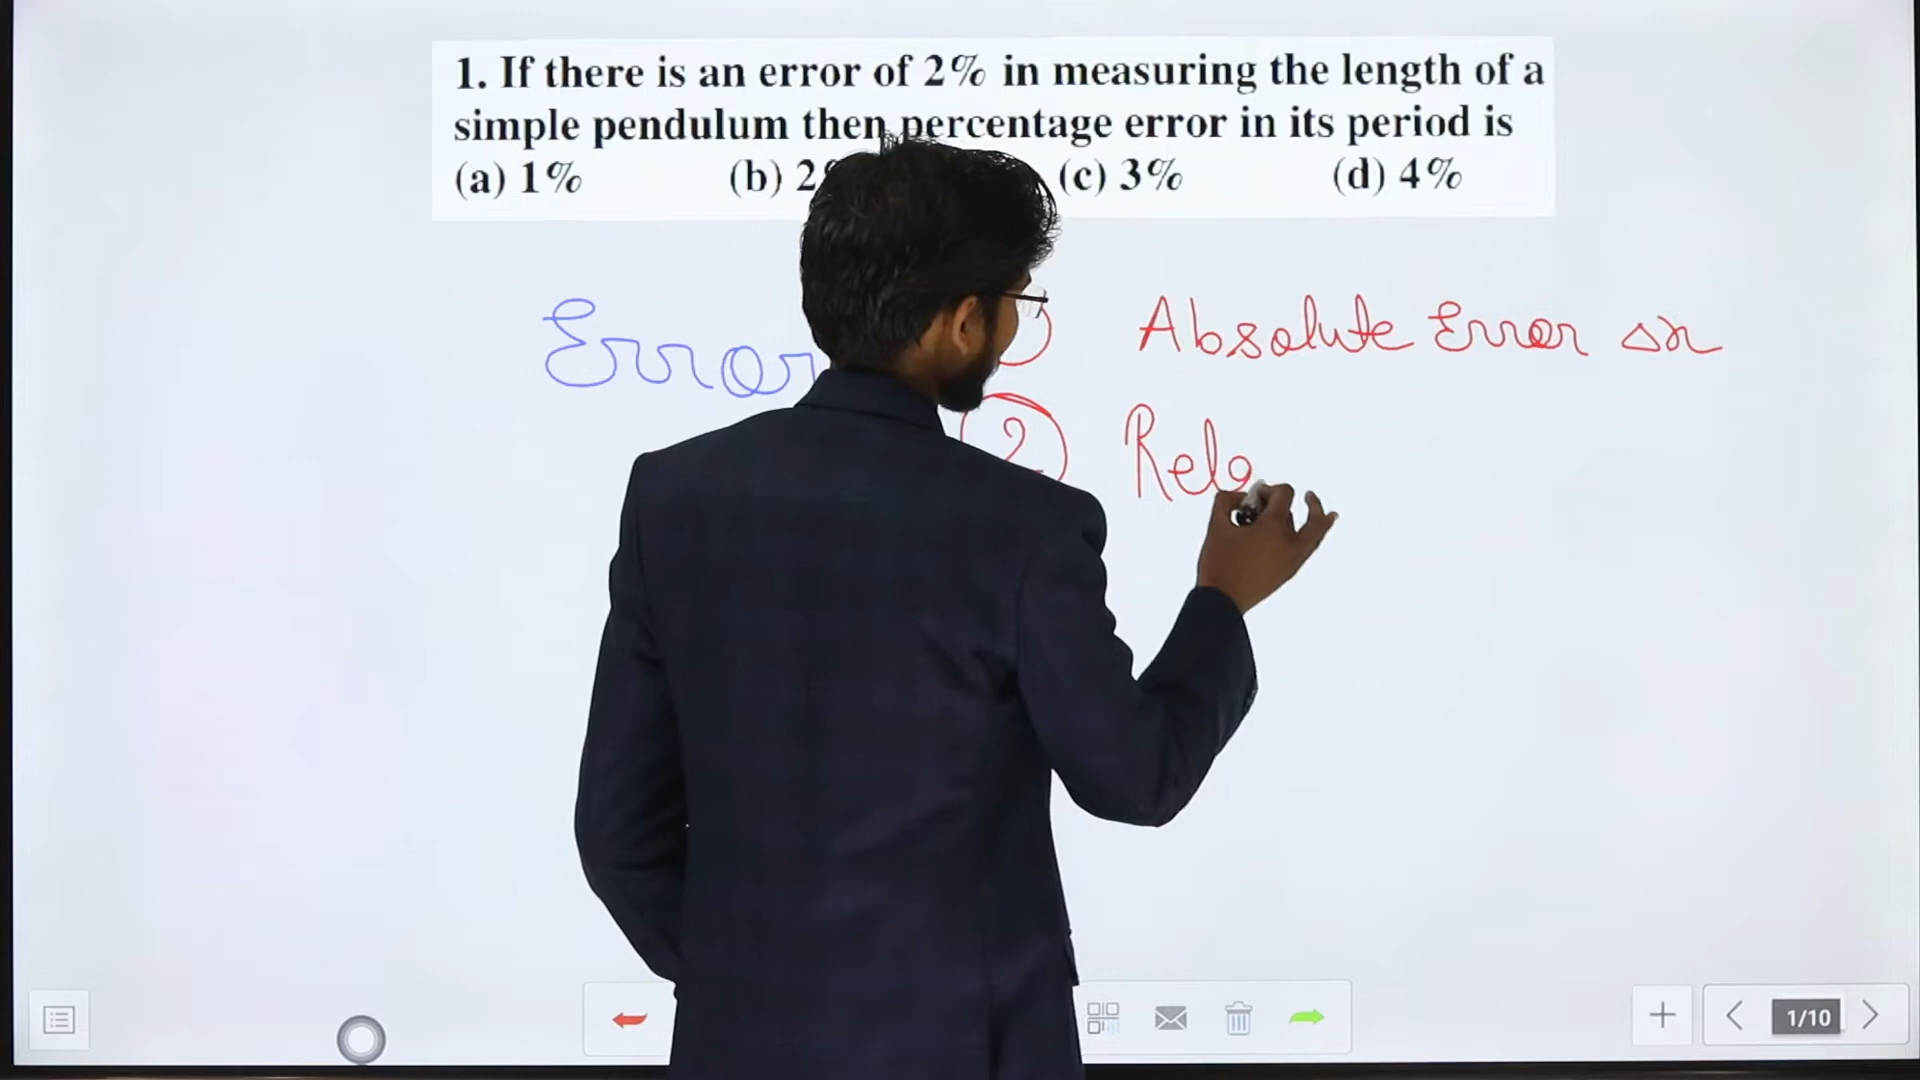 1. If there is an error of 2% in measuring the length of a
simple pendulum then percentage error in its period is
(a) 1% (b) 2 (c) 3% (d) 4%
Error
Absolute Error Δx
2 Rela
1/10